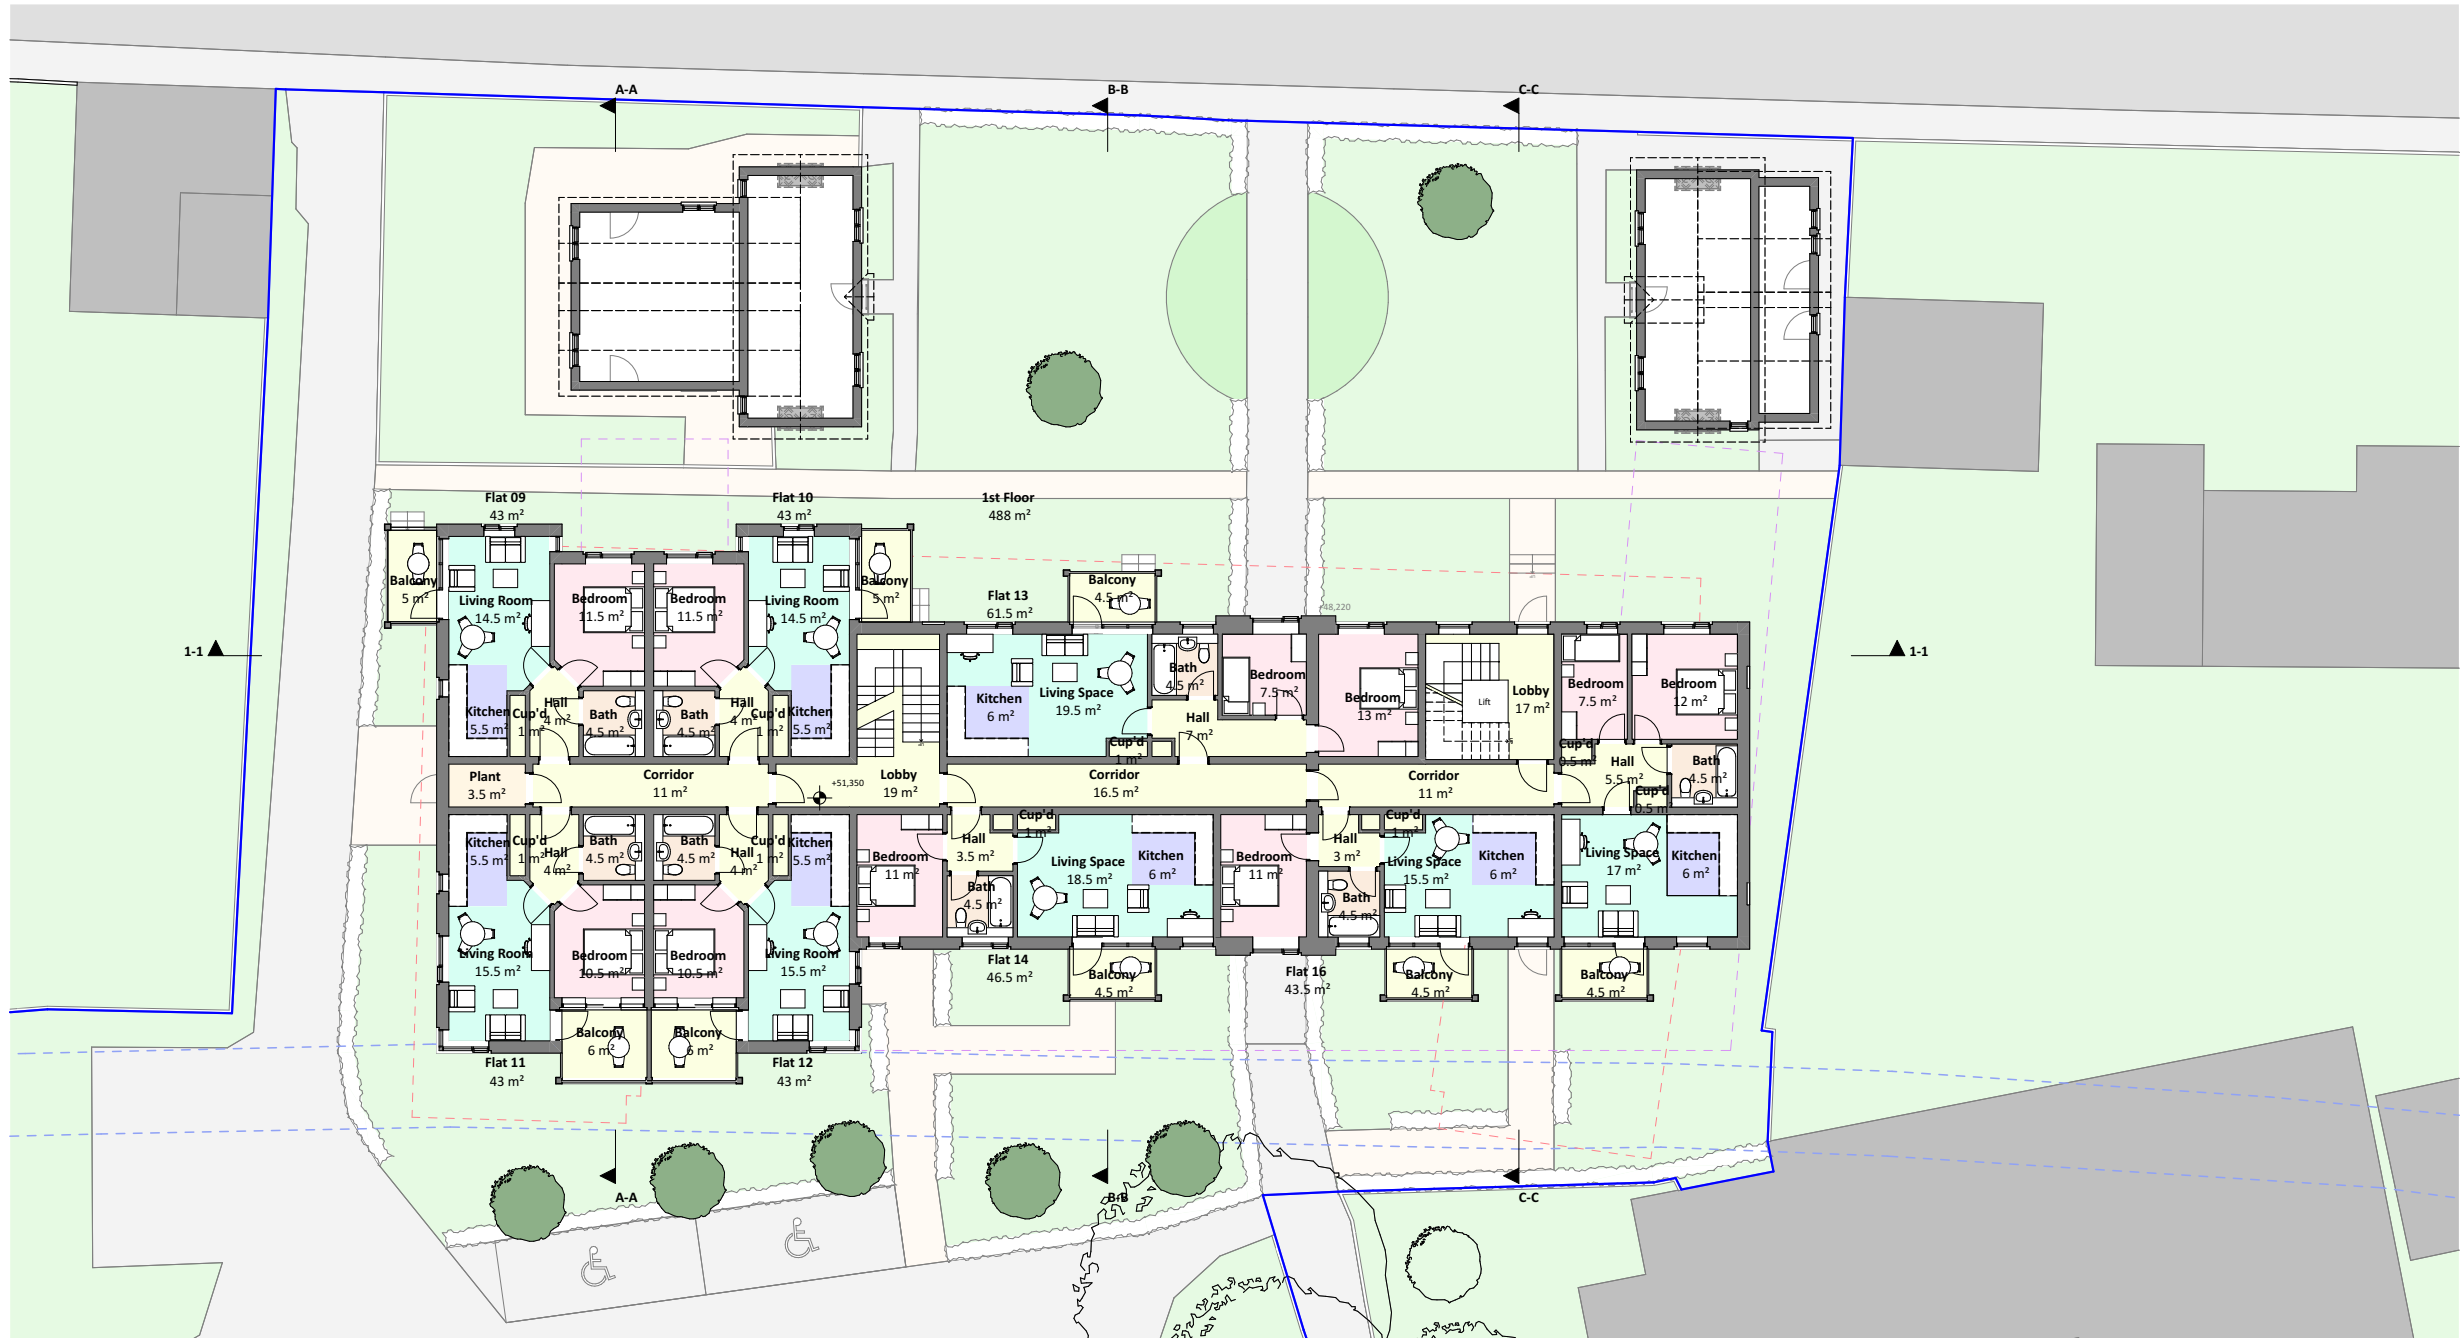 A-A
B-B
C-C
Flat 09
43 m²
Flat 10
43 m²
1st Floor
488 m²
Balcony
5 m²
Living Room
14.5 m²
Bedroom
11.5 m²
Bedroom
11.5 m²
Living Room
14.5 m²
Balcony
5 m²
Flat 13
61.5 m²
Balcony
4.5 m²
+48,220
1-1
1-1
Kitchen
5.5 m²
Cup'd
1 m²
Hall
4 m²
Bath
4.5 m²
Bath
4.5 m²
Hall
4 m²
Cup'd
1 m²
Kitchen
5.5 m²
Kitchen
6 m²
Living Space
19.5 m²
Bath
4.5 m²
Bedroom
7.5 m²
Hall
7 m²
Cup'd
1 m²
Bedroom
13 m²
Lift
Lobby
17 m²
Bedroom
7.5 m²
Bedroom
12 m²
Cup'd
0.5 m²
Hall
5.5 m²
Bath
4.5 m²
Cup'd
0.5 m²
Plant
3.5 m²
Corridor
11 m²
+51,350
Lobby
19 m²
Corridor
16.5 m²
Corridor
11 m²
Kitchen
5.5 m²
Cup'd
1 m²
Hall
4 m²
Bath
4.5 m²
Bath
4.5 m²
Hall
4 m²
Cup'd
1 m²
Kitchen
5.5 m²
Bedroom
11 m²
Hall
3.5 m²
Cup'd
1 m²
Bath
4.5 m²
Living Space
18.5 m²
Kitchen
6 m²
Bedroom
11 m²
Hall
3 m²
Cup'd
1 m²
Bath
4.5 m²
Living Space
15.5 m²
Kitchen
6 m²
Living Space
17 m²
Kitchen
6 m²
Living Room
15.5 m²
Bedroom
10.5 m²
Bedroom
10.5 m²
Living Room
15.5 m²
Flat 14
46.5 m²
Balcony
4.5 m²
Flat 16
43.5 m²
Balcony
4.5 m²
Balcony
4.5 m²
Balcony
6 m²
Balcony
6 m²
Flat 11
43 m²
Flat 12
43 m²
A-A
B-B
C-C